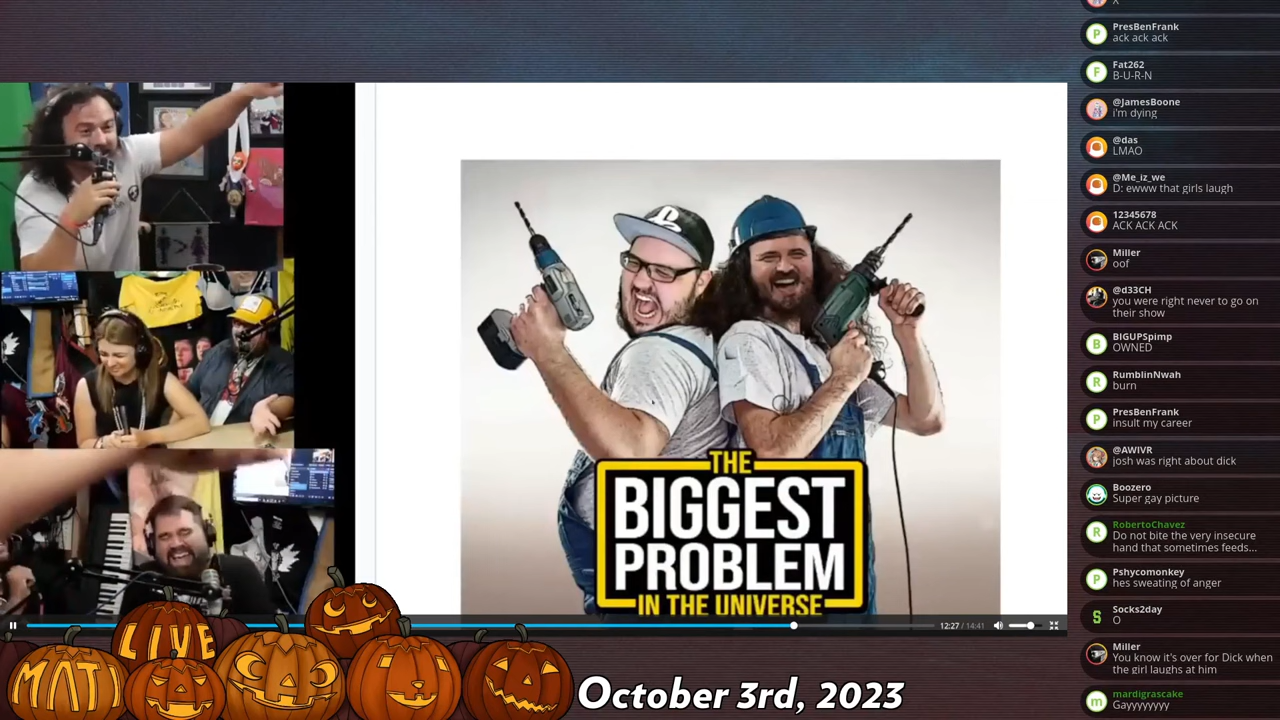 X
PresBenFrank
ack ack ack
Fat262
B-U-R-N
@JamesBoone
i'm dying
@das
LMAO
@Me_iz_we
D: ewww that girls laugh
12345678
ACK ACK ACK
Miller
oof
@d33CH
you were right never to go on
their show
BIGUPSpimp
OWNED
RumblinNwah
burn
PresBenFrank
insult my career
@AWIVR
josh was right about dick
Boozero
Super gay picture
RobertoChavez
Do not bite the very insecure
hand that sometimes feeds...
Pshycomonkey
hes sweating of anger
Socks2day
O
Miller
You know it's over for Dick when
the girl laughs at him
mardigrascake
Gayyyyyyy
THE
BIGGEST
PROBLEM
IN THE UNIVERSE
12:27 / 14:41
LIVE
MATI
October 3rd, 2023